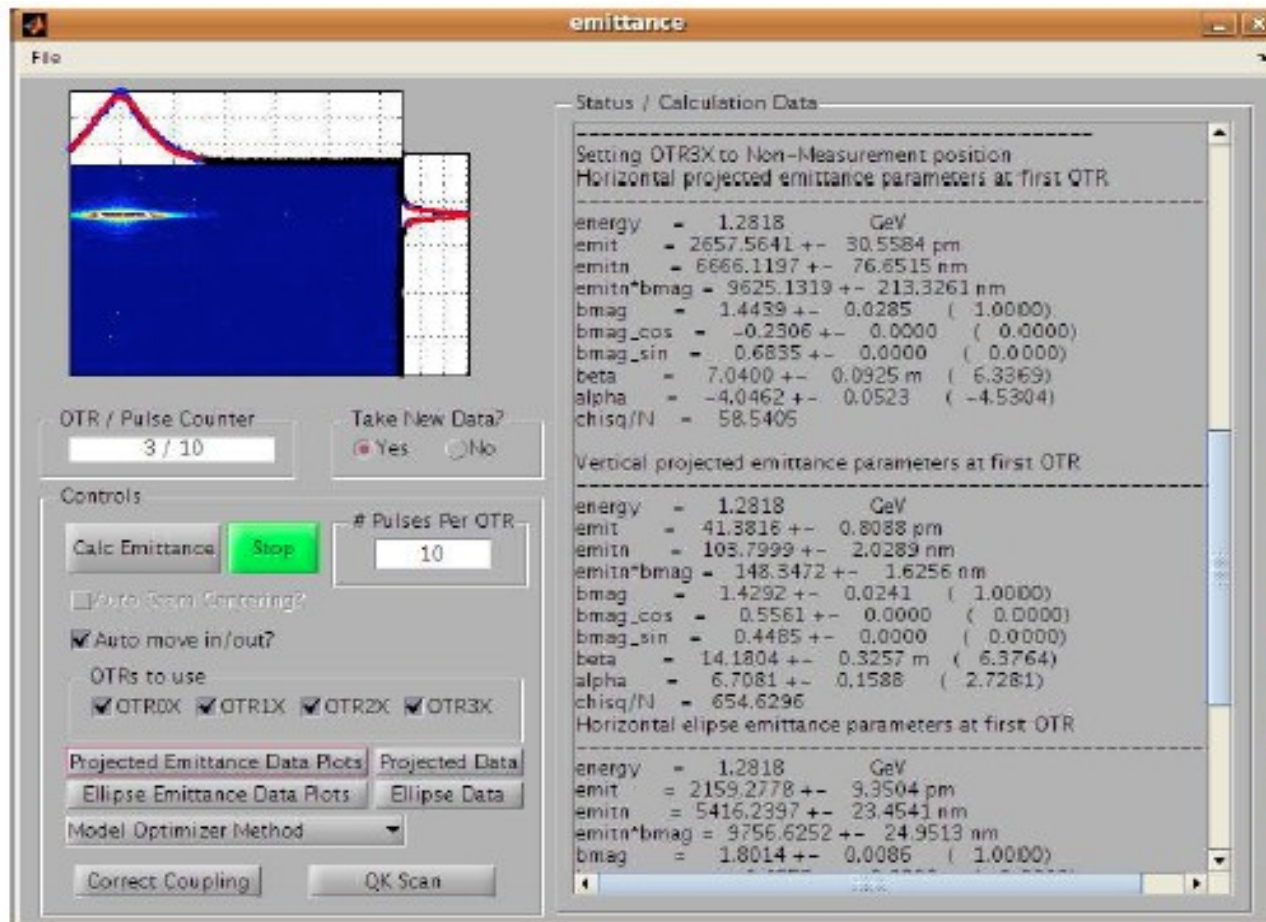 emittance
File
OTR / Pulse Counter
3 / 10
Take New Data?
Yes
No
Controls
Calc Emittance
Stop
# Pulses Per OTR
10
Auto Beam Centering?
Auto move in/out?
OTRs to use
OTR0X OTR1X OTR2X OTR3X
Projected Emittance Data Plots Projected Data
Ellipse Emittance Data Plots Ellipse Data
Model Optimizer Method
Correct Coupling QK Scan
Status / Calculation Data
Setting OTR3X to Non-Measurement position
Horizontal projected emittance parameters at first OTR
energy = 1.2818 GeV
emit = 2657.5641 +- 30.5584 pm
emitn = 6666.1197 +- 76.6515 nm
emitn*bmag = 9625.1319 +- 213.3261 nm
bmag = 1.4439 +- 0.0285 ( 1.0000)
bmag_cos = -0.2306 +- 0.0000 ( 0.0000)
bmag_sin = 0.6835 +- 0.0000 ( 0.0000)
beta = 7.0400 +- 0.0925 m ( 6.3369)
alpha = -4.0462 +- 0.0523 ( -4.5304)
chisq/N = 58.5405
Vertical projected emittance parameters at first OTR
energy = 1.2818 GeV
emit = 41.3816 +- 0.8088 pm
emitn = 103.7999 +- 2.0289 nm
emitn*bmag = 148.3472 +- 1.6256 nm
bmag = 1.4292 +- 0.0241 ( 1.0000)
bmag_cos = 0.5561 +- 0.0000 ( 0.0000)
bmag_sin = 0.4485 +- 0.0000 ( 0.0000)
beta = 14.1804 +- 0.3257 m ( 6.3764)
alpha = 6.7081 +- 0.1588 ( 2.7281)
chisq/N = 654.6296
Horizontal elipse emittance parameters at first OTR
energy = 1.2818 GeV
emit = 2159.2778 +- 9.3504 pm
emitn = 5416.2397 +- 23.4541 nm
emitn*bmag = 9756.6252 +- 24.9513 nm
bmag = 1.8014 +- 0.0086 ( 1.0000)